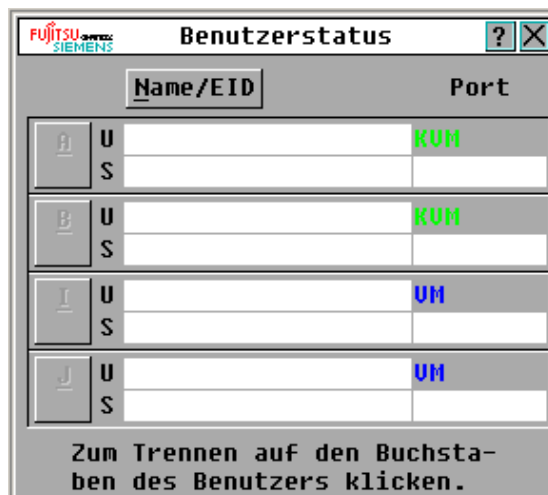 FUJITSU COMPUTERS
SIEMENS
Benutzerstatus
?
X
Name/EID
Port
A
U
KVM
S
B
U
KVM
S
I
U
VM
S
J
U
VM
S
Zum Trennen auf den Buchsta-
ben des Benutzers klicken.